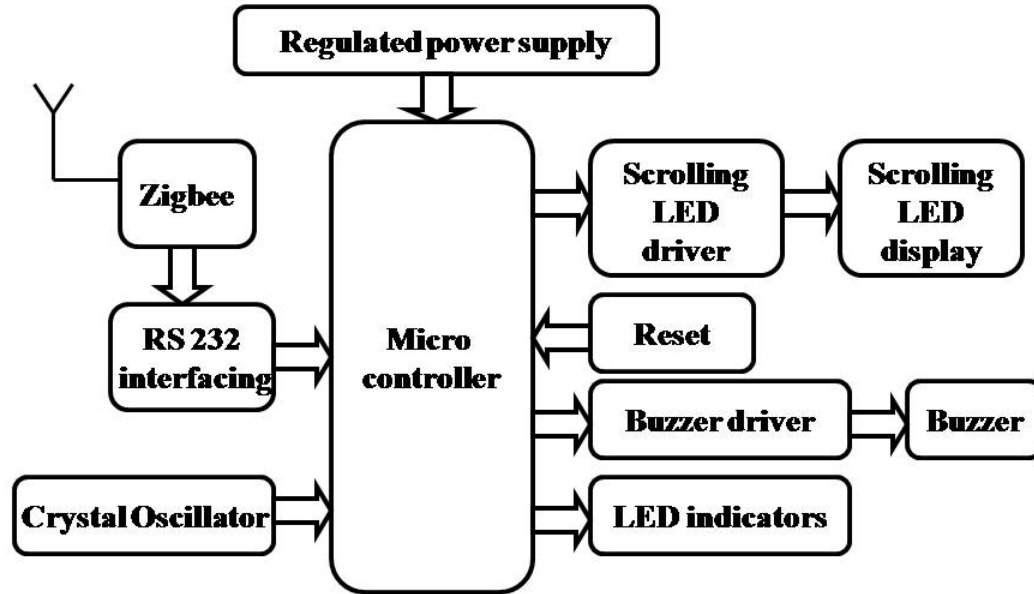 Regulated power supply
Zigbee
Scrolling
LED
driver
Scrolling
LED
display
RS 232
interfacing
Micro
controller
Reset
Buzzer driver
Buzzer
Crystal Oscillator
LED indicators